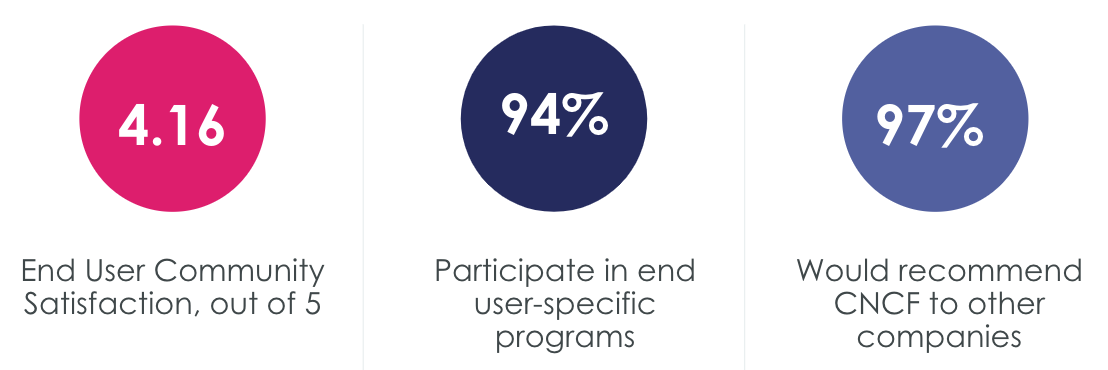 4.16
End User Community
Satisfaction, out of 5
94%
Participate in end
user-specific
programs
97%
Would recommend
CNCF to other
companies